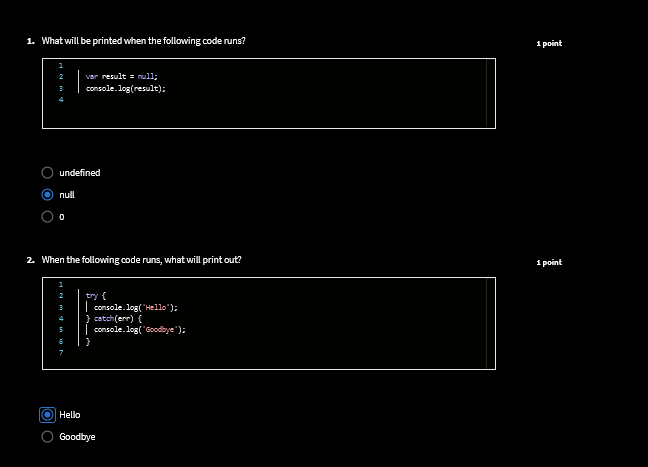 1. What will be printed when the following code runs?
1 point
1
2 var result = null;
3 console.log(result);
4
undefined
null
0
2. When the following code runs, what will print out?
1 point
1
2 try {
3 console.log('Hello');
4 } catch(err) {
5 console.log('Goodbye');
6 }
7
Hello
Goodbye